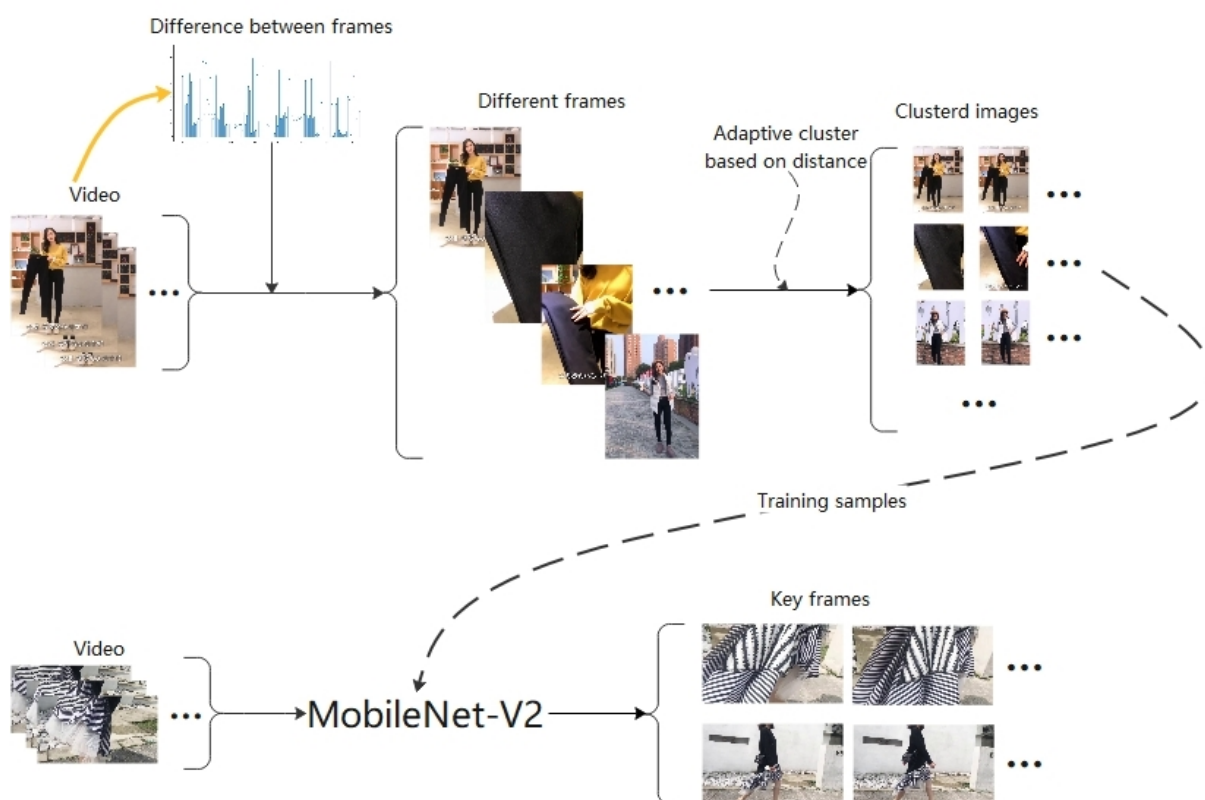 Difference between frames
Different frames
Clusterd images
Adaptive cluster
based on distance
Video
Training samples
Key frames
Video
MobileNet-V2